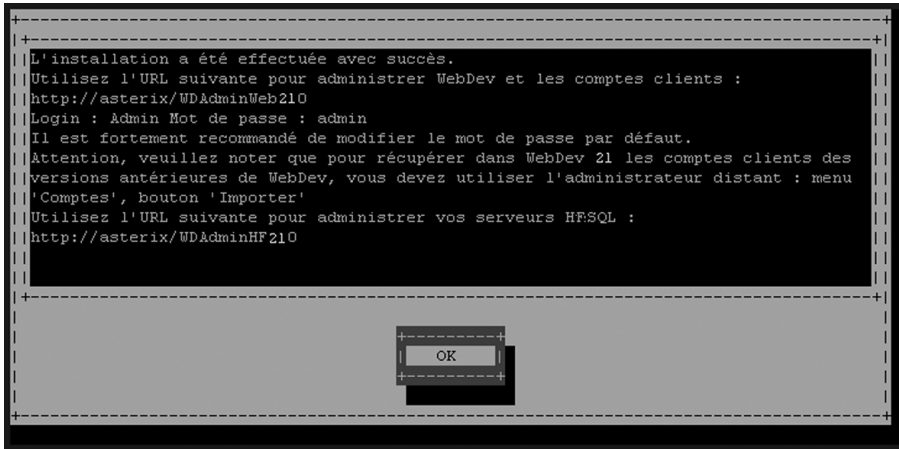 L'installation a été effectuée avec succès.
Utilisez l'URL suivante pour administrer WebDev et les comptes clients :
http://asterix/WDAdminWeb210
Login : Admin Mot de passe : admin
Il est fortement recommandé de modifier le mot de passe par défaut.
Attention, veuillez noter que pour récupérer dans WebDev 21 les comptes clients des
versions antérieures de WebDev, vous devez utiliser l'administrateur distant : menu
'Comptes', bouton 'Importer'
Utilisez l'URL suivante pour administrer vos serveurs HFSQL :
http://asterix/WDAdminHF210
OK